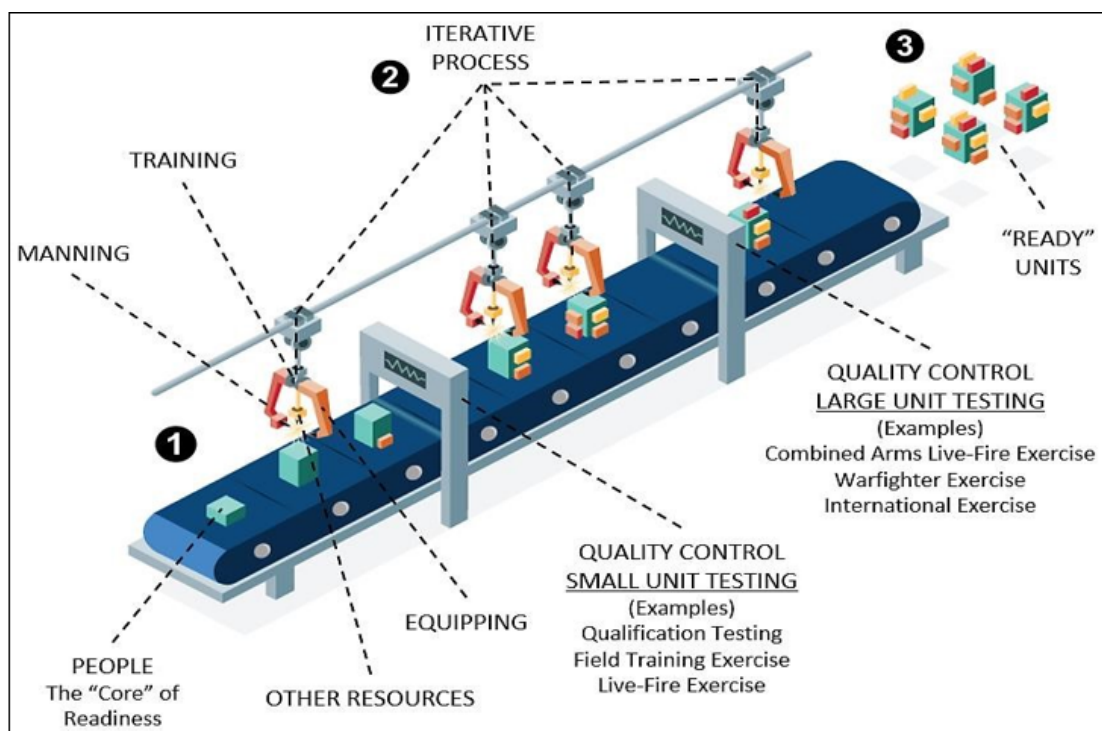 ITERATIVE
PROCESS
2
3
TRAINING
MANNING
"READY"
UNITS
1
QUALITY CONTROL
LARGE UNIT TESTING
(Examples)
Combined Arms Live-Fire Exercise
Warfighter Exercise
International Exercise
QUALITY CONTROL
SMALL UNIT TESTING
(Examples)
Qualification Testing
Field Training Exercise
Live-Fire Exercise
EQUIPPING
OTHER RESOURCES
PEOPLE
The "Core" of
Readiness